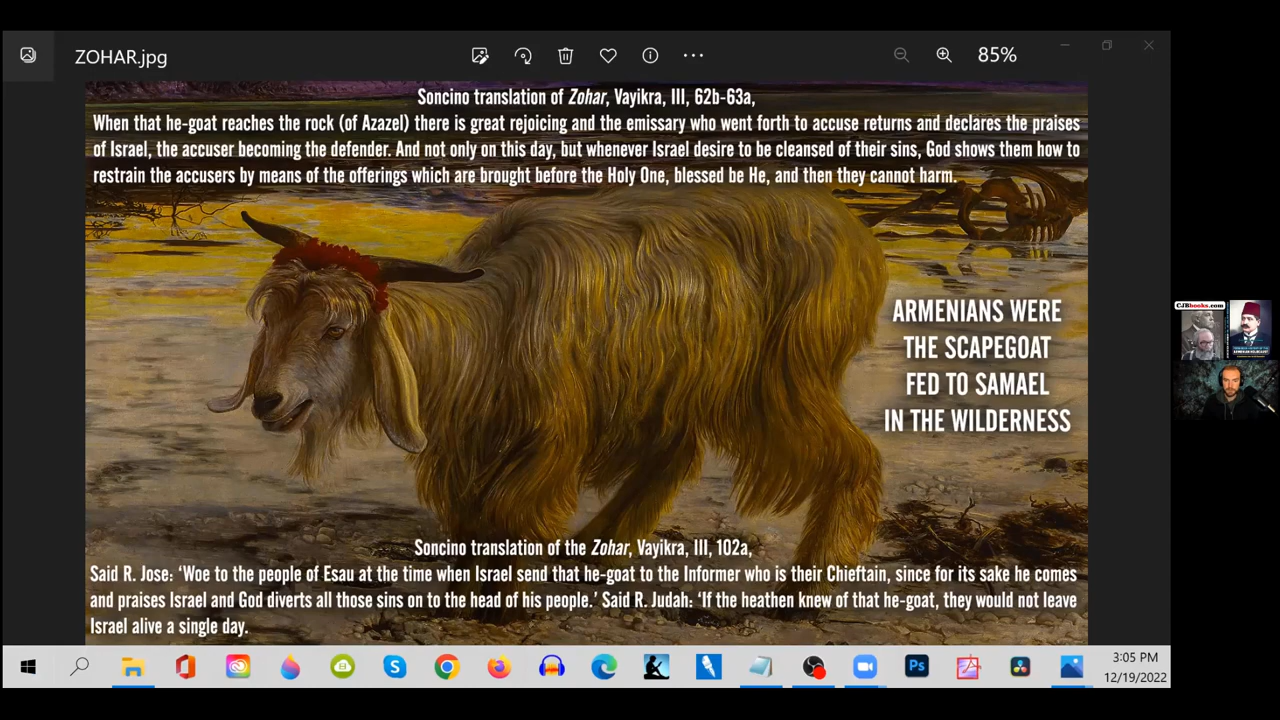 ZOHAR.jpg
85%
Soncino translation of Zohar, Vayikra, III, 62b-63a,
When that he-goat reaches the rock (of Azazel) there is great rejoicing and the emissary who went forth to accuse returns and declares the praises
of Israel, the accuser becoming the defender. And not only on this day, but whenever Israel desire to be cleansed of their sins, God shows them how to
restrain the accusers by means of the offerings which are brought before the Holy One, blessed be He, and then they cannot harm.
ARMENIANS WERE
THE SCAPEGOAT
FED TO SAMAEL
IN THE WILDERNESS
CJBbooks.com
Soncino translation of the Zohar, Vayikra, III, 102a,
Said R. Jose: ‘Woe to the people of Esau at the time when Israel send that he-goat to the Informer who is their Chieftain, since for its sake he comes
and praises Israel and God diverts all those sins on to the head of his people.’ Said R. Judah: ‘If the heathen knew of that he-goat, they would not leave
Israel alive a single day.
Ps
3:05 PM
12/19/2022